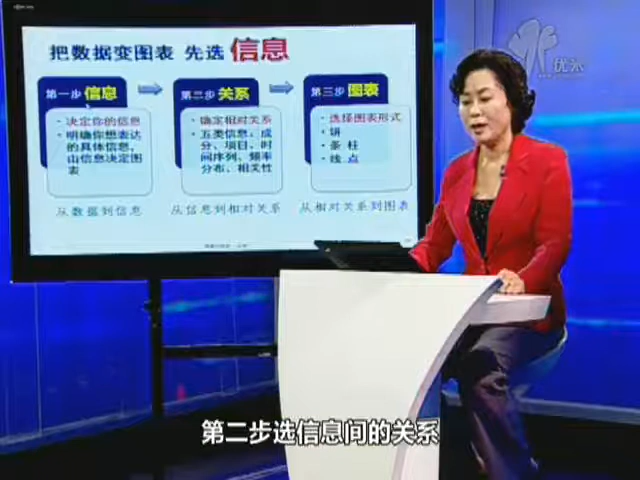 把数据变图表 先选 信息
第一步 信息
• 决定你的信息
• 明确你想表达
的具体信息,
由信息决定图
表
从数据到信息
第二步 关系
• 确定相对关系
• 五类信息、成
分、项目、时
间序列、频率
分布、相关性
从信息到相对关系
第三步 图表
• 选择图表形式
• 饼
• 条 柱
• 线 点
从相对关系到图表
优米
第二步选信息间的关系